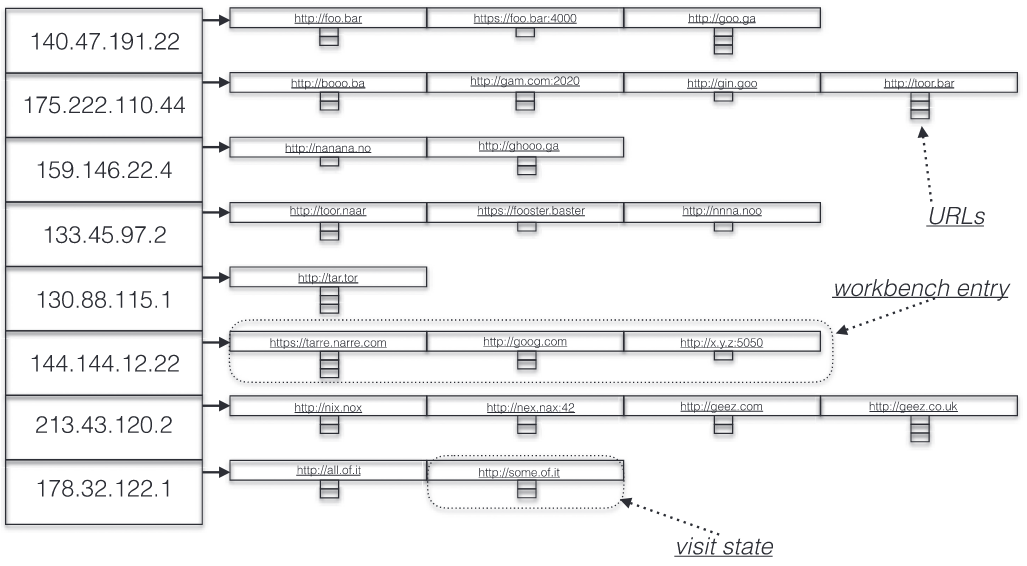 140.47.191.22
http://foo.bar
https://foo.bar:4000
http://goo.ga
175.222.110.44
http://booo.ba
http://gam.com:2020
http://gin.goo
http://toor.bar
159.146.22.4
http://nanana.no
http://ghooo.ga
133.45.97.2
http://toor.naar
https://fooster.baster
http://nnna.noo
URLs
130.88.115.1
http://tar.tor
workbench entry
144.144.12.22
https://tarre.narre.com
http://goog.com
http://x.y.z:5050
213.43.120.2
http://nix.nox
http://nex.nax:42
http://geez.com
http://geez.co.uk
178.32.122.1
http://all.of.it
http://some.of.it
visit state